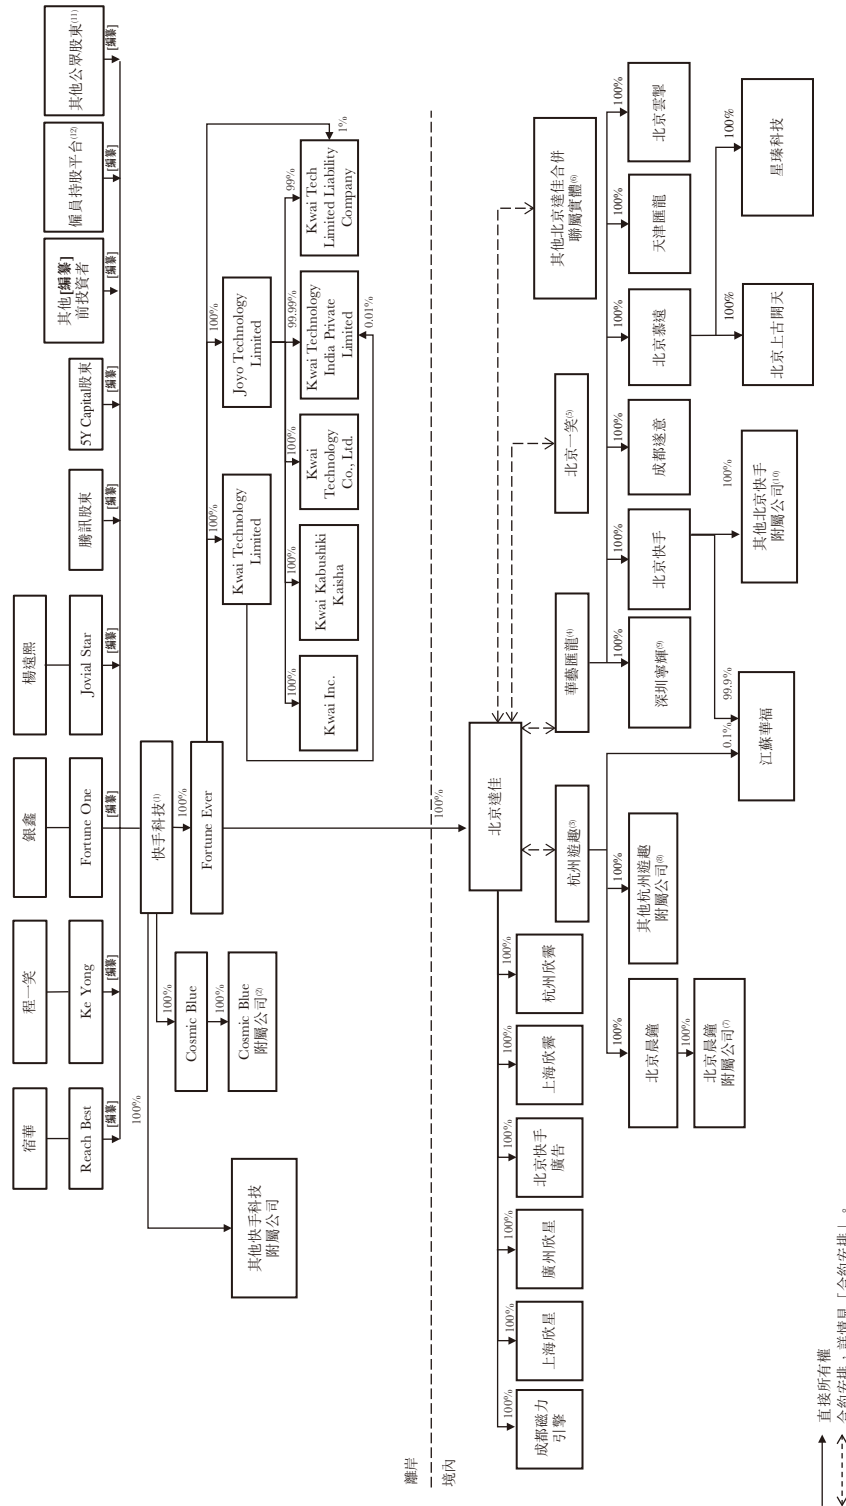 宿華
程一笑
銀鑫
楊遠熙
Reach Best
Ke Yong
Fortune One
Jovial Star
騰訊股東
5Y Capital股東
其他[編纂]
前投資者
僱員持股平台(12)
其他公眾股東(11)
[編纂]
[編纂]
[編纂]
[編纂]
[編纂]
[編纂]
[編纂]
[編纂]
[編纂]
快手科技(1)
100%
100%
100%
Fortune Ever
Cosmic Blue
100%
Cosmic Blue
附屬公司(2)
其他快手科技
附屬公司
100%
100%
Kwai Technology
Limited
Joyo Technology
Limited
100%
100%
100%
99.99%
99%
1%
Kwai Inc.
Kwai Kabushiki
Kaisha
Kwai
Technology
Co., Ltd.
Kwai Technology
India Private
Limited
Kwai Tech
Limited Liability
Company
0.01%
離岸
境內
100%
北京達佳
100%
100%
100%
100%
100%
100%
成都磁力
引擎
上海欣星
廣州欣星
北京快手
廣告
上海欣霽
杭州欣霽
杭州遊趣(3)
華藝匯龍(4)
北京一笑(5)
其他北京達佳合併
聯屬實體(6)
100%
100%
北京晨鐘
其他杭州遊趣
附屬公司(8)
100%
北京晨鐘
附屬公司(7)
100%
100%
100%
100%
100%
100%
深圳寧輝(9)
北京快手
成都遂意
北京慕遠
天津匯龍
北京雲掣
0.1%
99.9%
100%
100%
100%
江蘇華福
其他北京快手
附屬公司(10)
北京上古開天
星瑧科技
直接所有權
合約安排，詳情見「合約安排」。